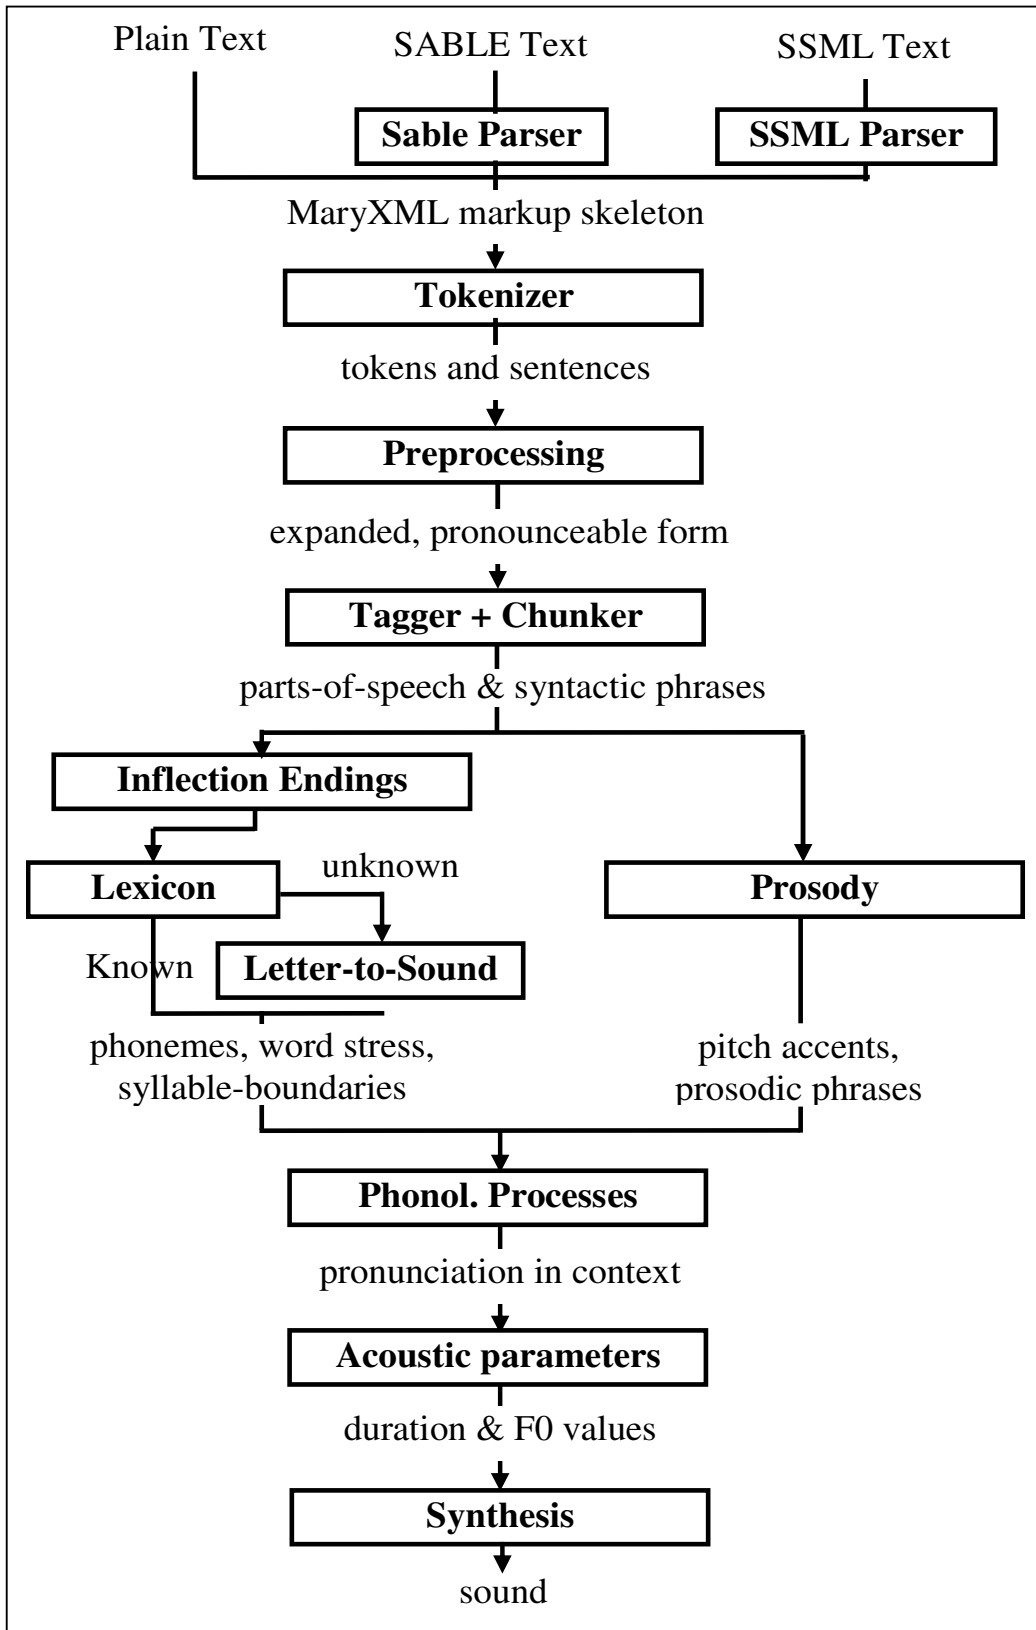 Plain Text
SABLE Text
SSML Text
Sable Parser
SSML Parser
MaryXML markup skeleton
Tokenizer
tokens and sentences
Preprocessing
expanded, pronounceable form
Tagger + Chunker
parts-of-speech & syntactic phrases
Inflection Endings
unknown
Lexicon
Prosody
Known
Letter-to-Sound
phonemes, word stress,
syllable-boundaries
pitch accents,
prosodic phrases
Phonol. Processes
pronunciation in context
Acoustic parameters
duration & F0 values
Synthesis
sound